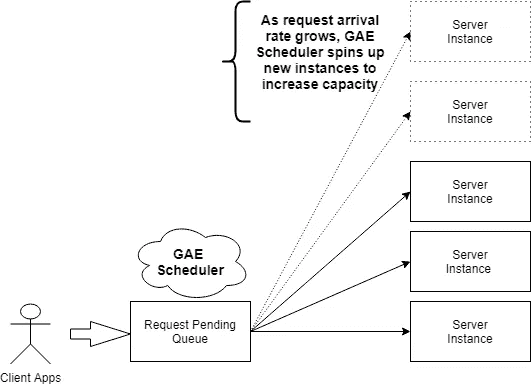 As request arrival
rate grows, GAE
Scheduler spins up
new instances to
increase capacity
Server
Instance
Server
Instance
Server
Instance
Server
Instance
Server
Instance
GAE
Scheduler
Request Pending
Queue
Client Apps